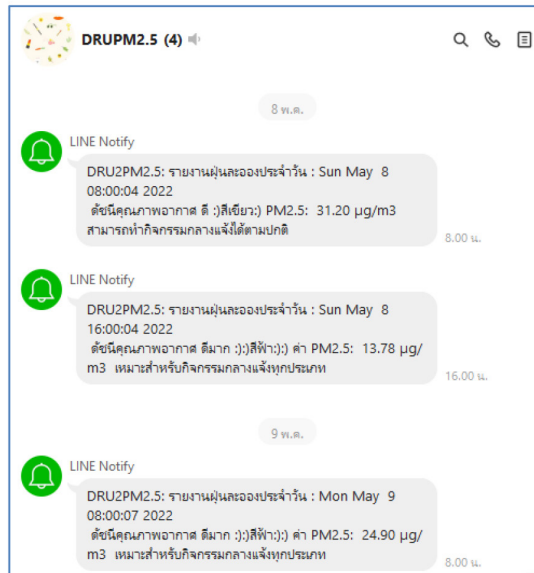 DRUPM2.5 (4)
8 พ.ค.
LINE Notify
DRU2PM2.5: รายงานฝุ่นละอองประจำวัน : Sun May 8
08:00:04 2022
ดัชนีคุณภาพอากาศ ดี :)สีเขียว:) PM2.5: 31.20 µg/m3
สามารถทำกิจกรรมกลางแจ้งได้ตามปกติ
8.00 น.
LINE Notify
DRU2PM2.5: รายงานฝุ่นละอองประจำวัน : Sun May 8
16:00:04 2022
ดัชนีคุณภาพอากาศ ดีมาก :):)สีฟ้า:):) ค่า PM2.5: 13.78 µg/
m3 เหมาะสำหรับกิจกรรมกลางแจ้งทุกประเภท
16.00 น.
9 พ.ค.
LINE Notify
DRU2PM2.5: รายงานฝุ่นละอองประจำวัน : Mon May 9
08:00:07 2022
ดัชนีคุณภาพอากาศ ดีมาก :):)สีฟ้า:):) ค่า PM2.5: 24.90 µg/
m3 เหมาะสำหรับกิจกรรมกลางแจ้งทุกประเภท
8.00 น.